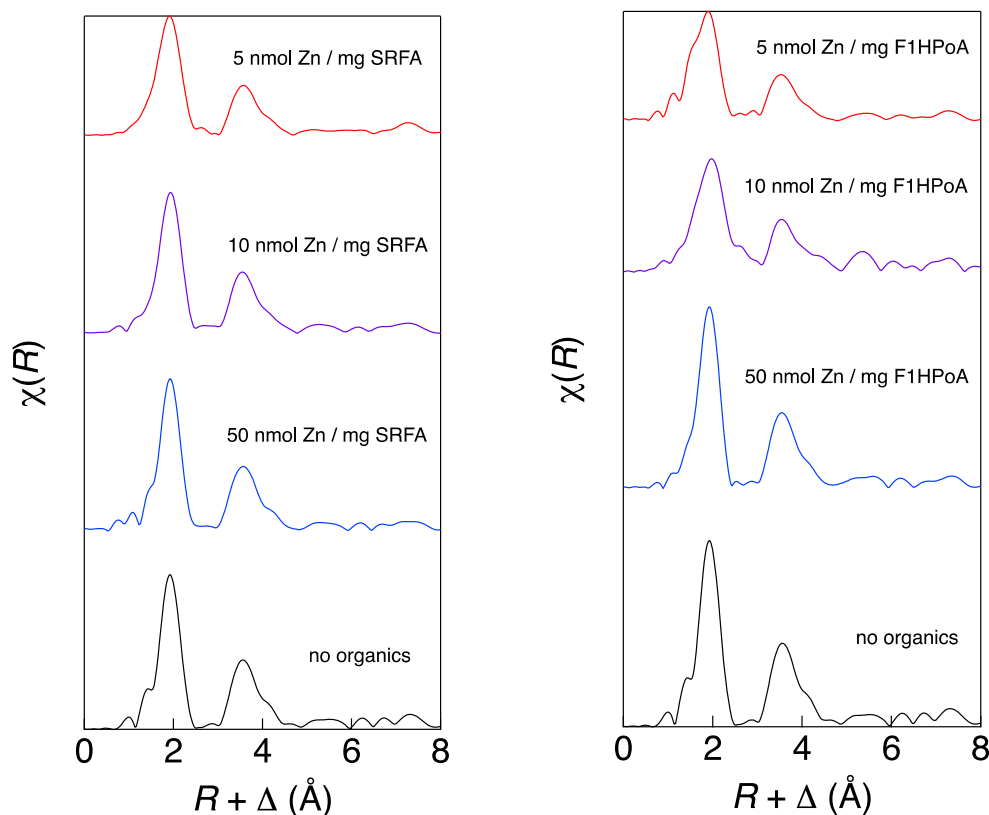 5 nmol Zn / mg SRFA
10 nmol Zn / mg SRFA
50 nmol Zn / mg SRFA
no organics
χ(R)
0 2 4 6 8
R + Δ (Å)
5 nmol Zn / mg F1HPoA
10 nmol Zn / mg F1HPoA
50 nmol Zn / mg F1HPoA
no organics
χ(R)
0 2 4 6 8
R + Δ (Å)